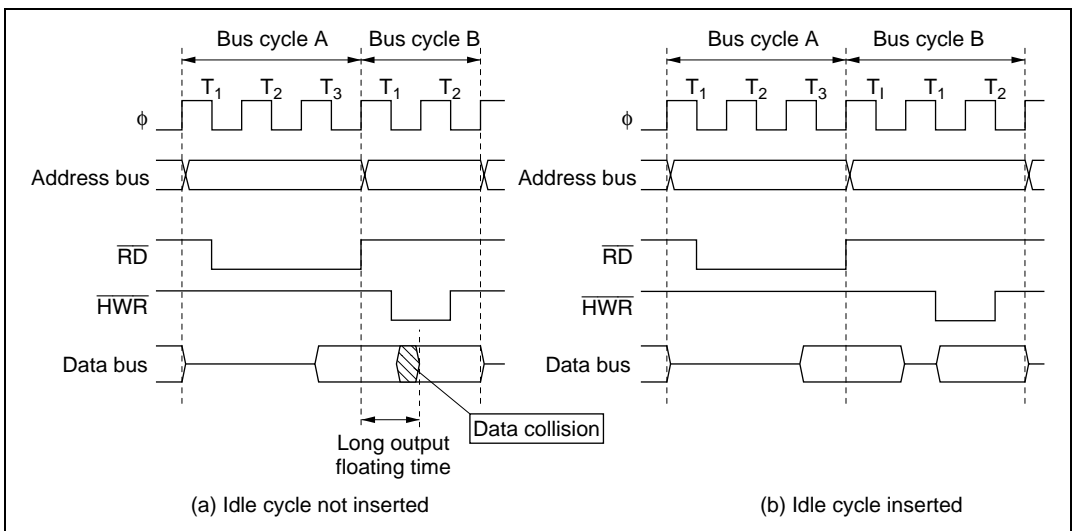 Bus cycle A Bus cycle B
T1 T2 T3 T1 T2
ϕ
Address bus
RD
HWR
Data bus
Data collision
Long output
floating time
(a) Idle cycle not inserted
Bus cycle A Bus cycle B
T1 T2 T3 TI T1 T2
ϕ
Address bus
RD
HWR
Data bus
(b) Idle cycle inserted